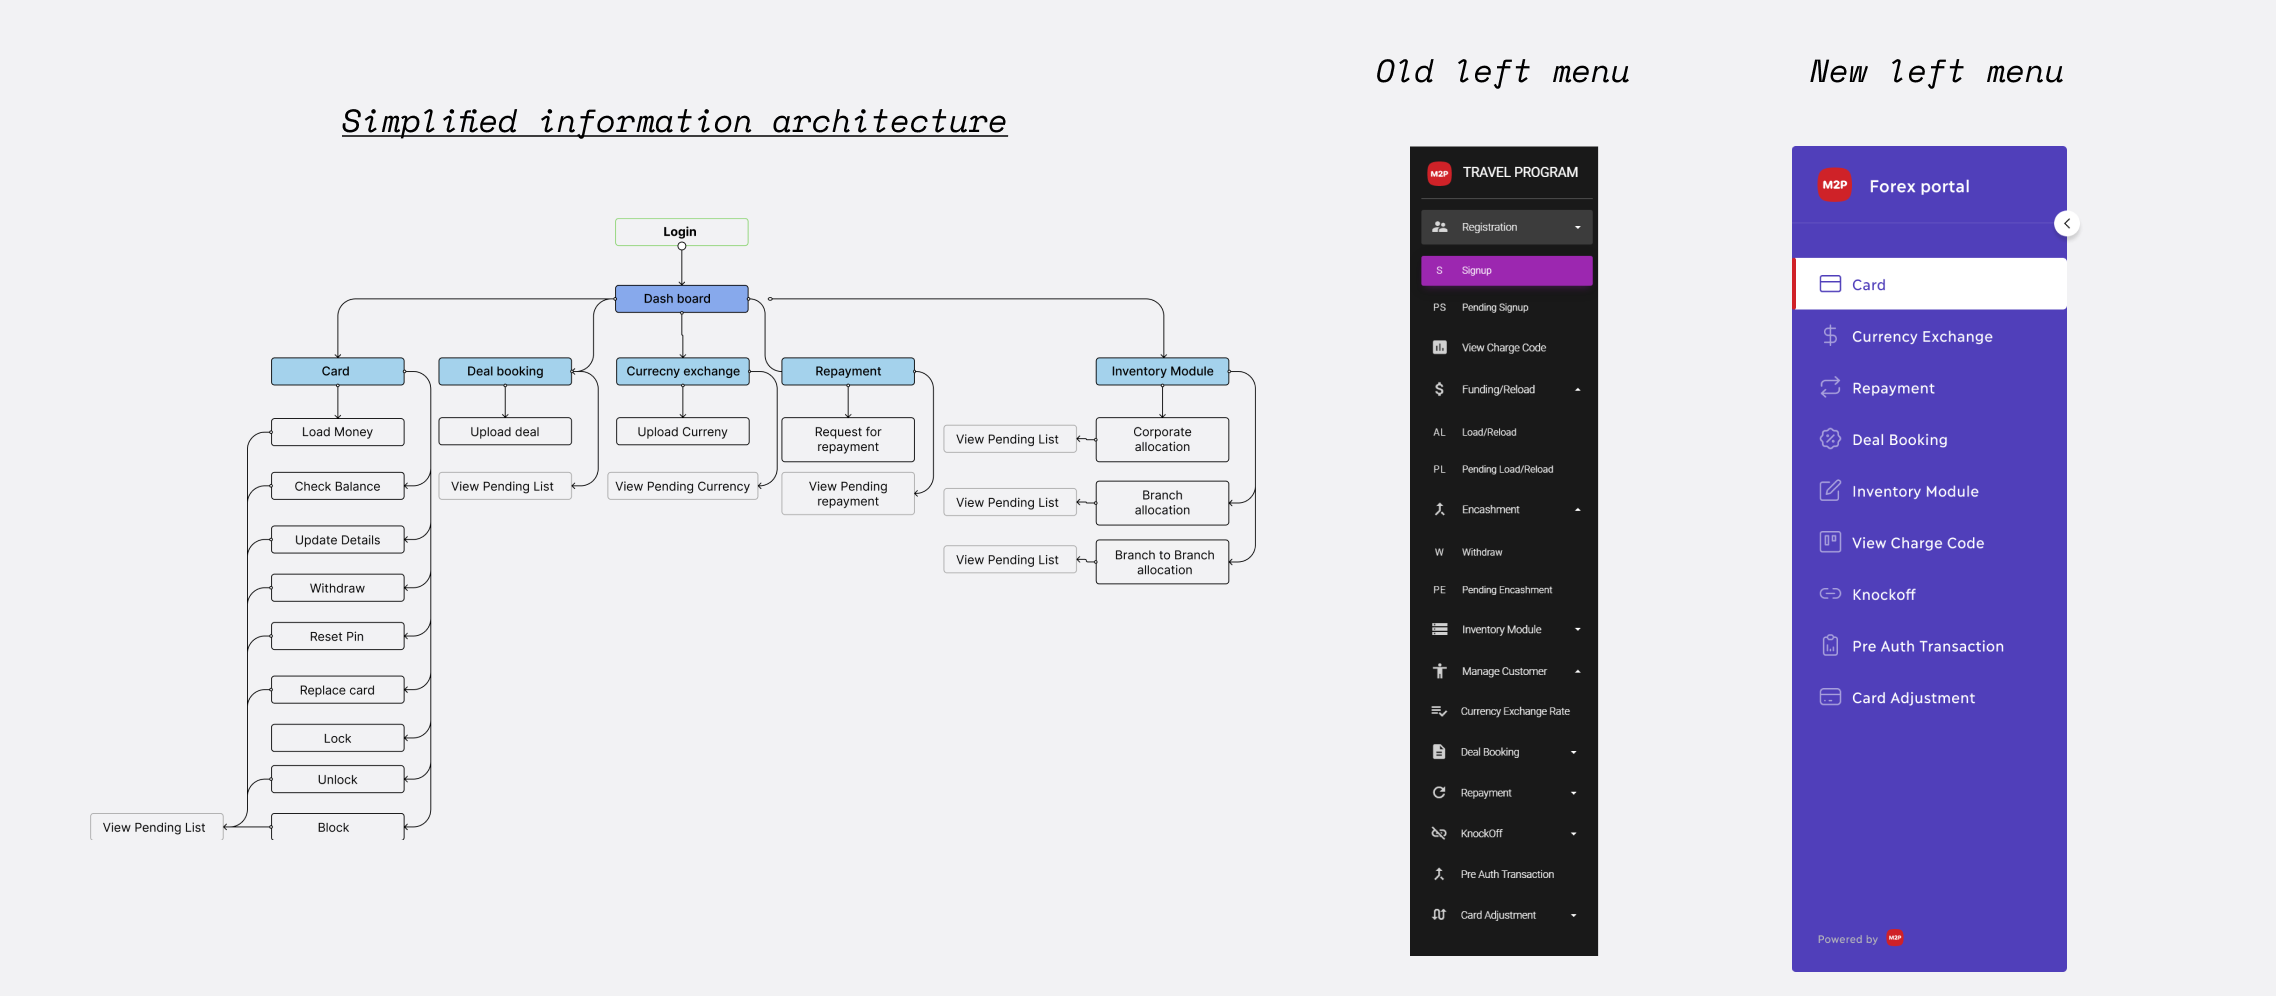 Simplified information architecture
Login
Dash board
Card
Deal booking
Currecny exchange
Repayment
Inventory Module
Load Money
Upload deal
Upload Curreny
Request for
repayment
View Pending List
Corporate
allocation
Check Balance
View Pending List
View Pending Currency
View Pending
repayment
View Pending List
Branch
allocation
Update Details
View Pending List
Branch to Branch
allocation
Withdraw
Reset Pin
Replace card
Lock
Unlock
View Pending List
Block
Old left menu
M2P
TRAVEL PROGRAM
Registration
S Signup
PS Pending Signup
View Charge Code
Funding/Reload
AL Load/Reload
PL Pending Load/Reload
Encashment
W Withdraw
PE Pending Encashment
Inventory Module
Manage Customer
Currency Exchange Rate
Deal Booking
Repayment
KnockOff
Pre Auth Transaction
Card Adjustment
New left menu
M2P
Forex portal
Card
Currency Exchange
Repayment
Deal Booking
Inventory Module
View Charge Code
Knockoff
Pre Auth Transaction
Card Adjustment
Powered by M2P